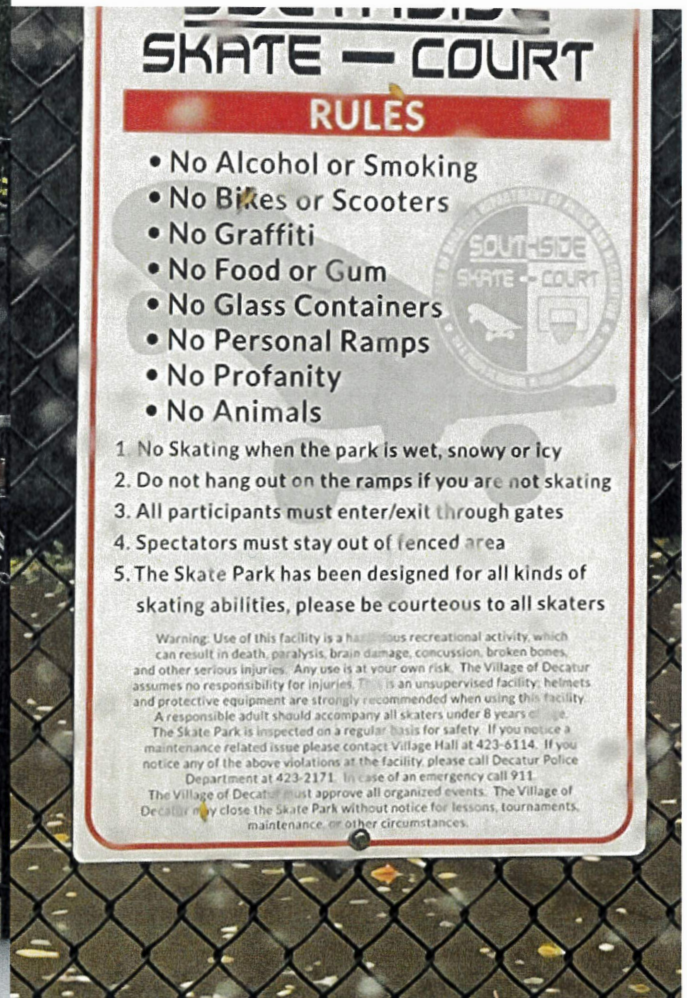 SOUTHSIDE
SKATE — COURT
RULES
• No Alcohol or Smoking
• No Bikes or Scooters
• No Graffiti
• No Food or Gum
• No Glass Containers
• No Personal Ramps
• No Profanity
• No Animals
SOUTHSIDE
SKATE - COURT
1. No Skating when the park is wet, snowy or icy
2. Do not hang out on the ramps if you are not skating
3. All participants must enter/exit through gates
4. Spectators must stay out of fenced area
5. The Skate Park has been designed for all kinds of
skating abilities, please be courteous to all skaters
Warning: Use of this facility is a hazardous recreational activity, which
can result in death, paralysis, brain damage, concussion, broken bones,
and other serious injuries. Any use is at your own risk. The Village of Decatur
assumes no responsibility for injuries. This is an unsupervised facility; helmets
and protective equipment are strongly recommended when using this facility.
A responsible adult should accompany all skaters under 8 years of age.
The Skate Park is inspected on a regular basis for safety. If you notice a
maintenance related issue please contact Village Hall at 423-6114. If you
notice any of the above violations at the facility, please call Decatur Police
Department at 423-2171. In case of an emergency call 911.
The Village of Decatur must approve all organized events. The Village of
Decatur may close the Skate Park without notice for lessons, tournaments,
maintenance, or other circumstances.